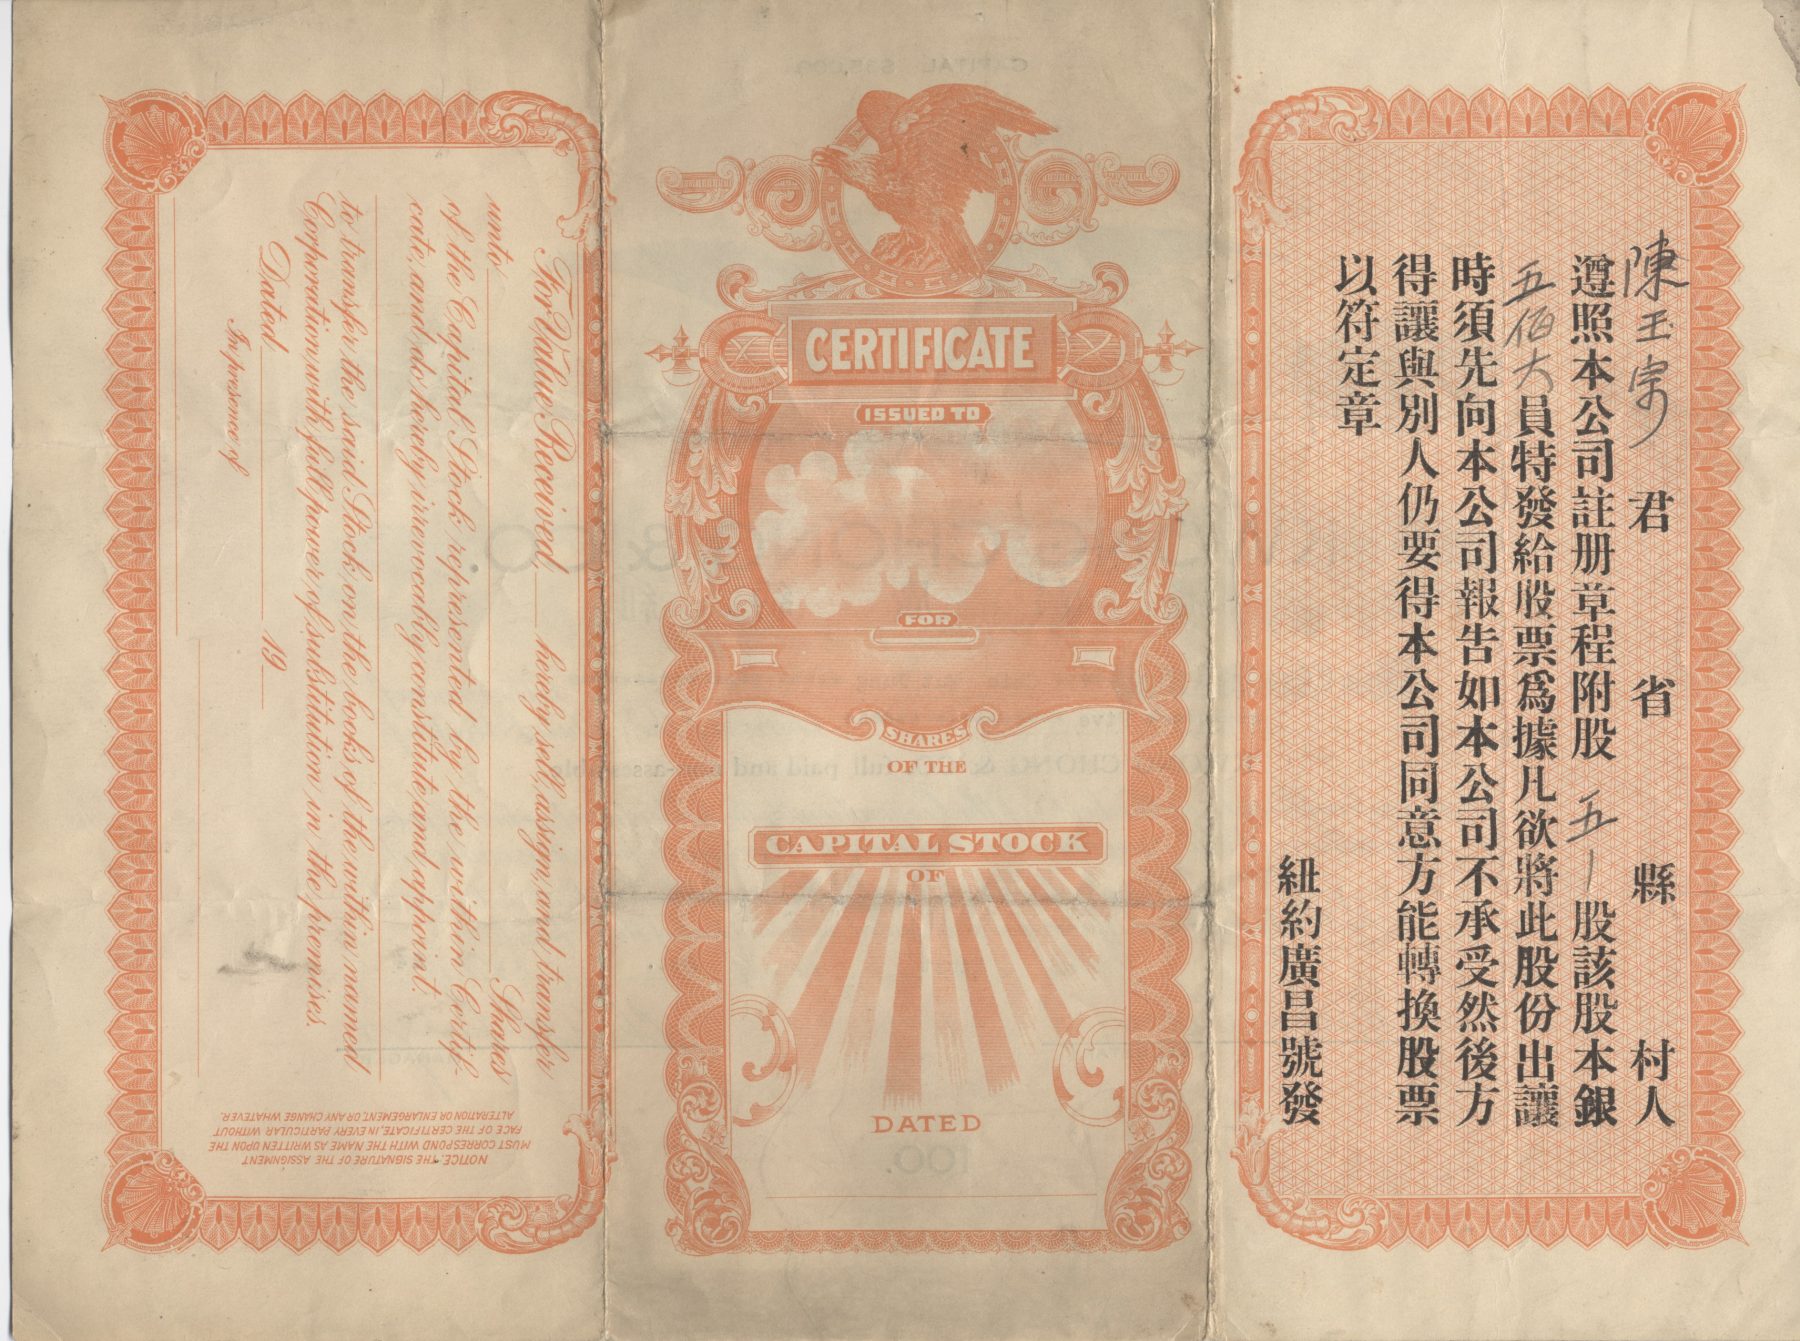 For Value Received hereby sell, assign, and transfer
unto Shares
of the Capital Stock represented by the within Certifi-
cate, and do hereby irrevocably constitute and appoint
to transfer the said Stock on the books of the within named
Corporation, with full power of substitution in the premises.
Dated 19
In presence of
NOTICE. THE SIGNATURE OF THE ASSIGNMENT
MUST CORRESPOND WITH THE NAME AS WRITTEN UPON THE
FACE OF THE CERTIFICATE, IN EVERY PARTICULAR WITHOUT
ALTERATION OR ENLARGEMENT, OR ANY CHANGE WHATEVER.
CERTIFICATE
ISSUED TO
FOR
SHARES
OF THE
CAPITAL STOCK
OF
DATED
陳玉宗君省縣村人
遵照本公司註册章程附股五股該股本銀
五佰大員特發給股票爲據凡欲將此股份出讓
時須先向本公司報告如本公司不承受然後方
得讓與別人仍要得本公司同意方能轉換股票
以符定章
紐約廣昌號發